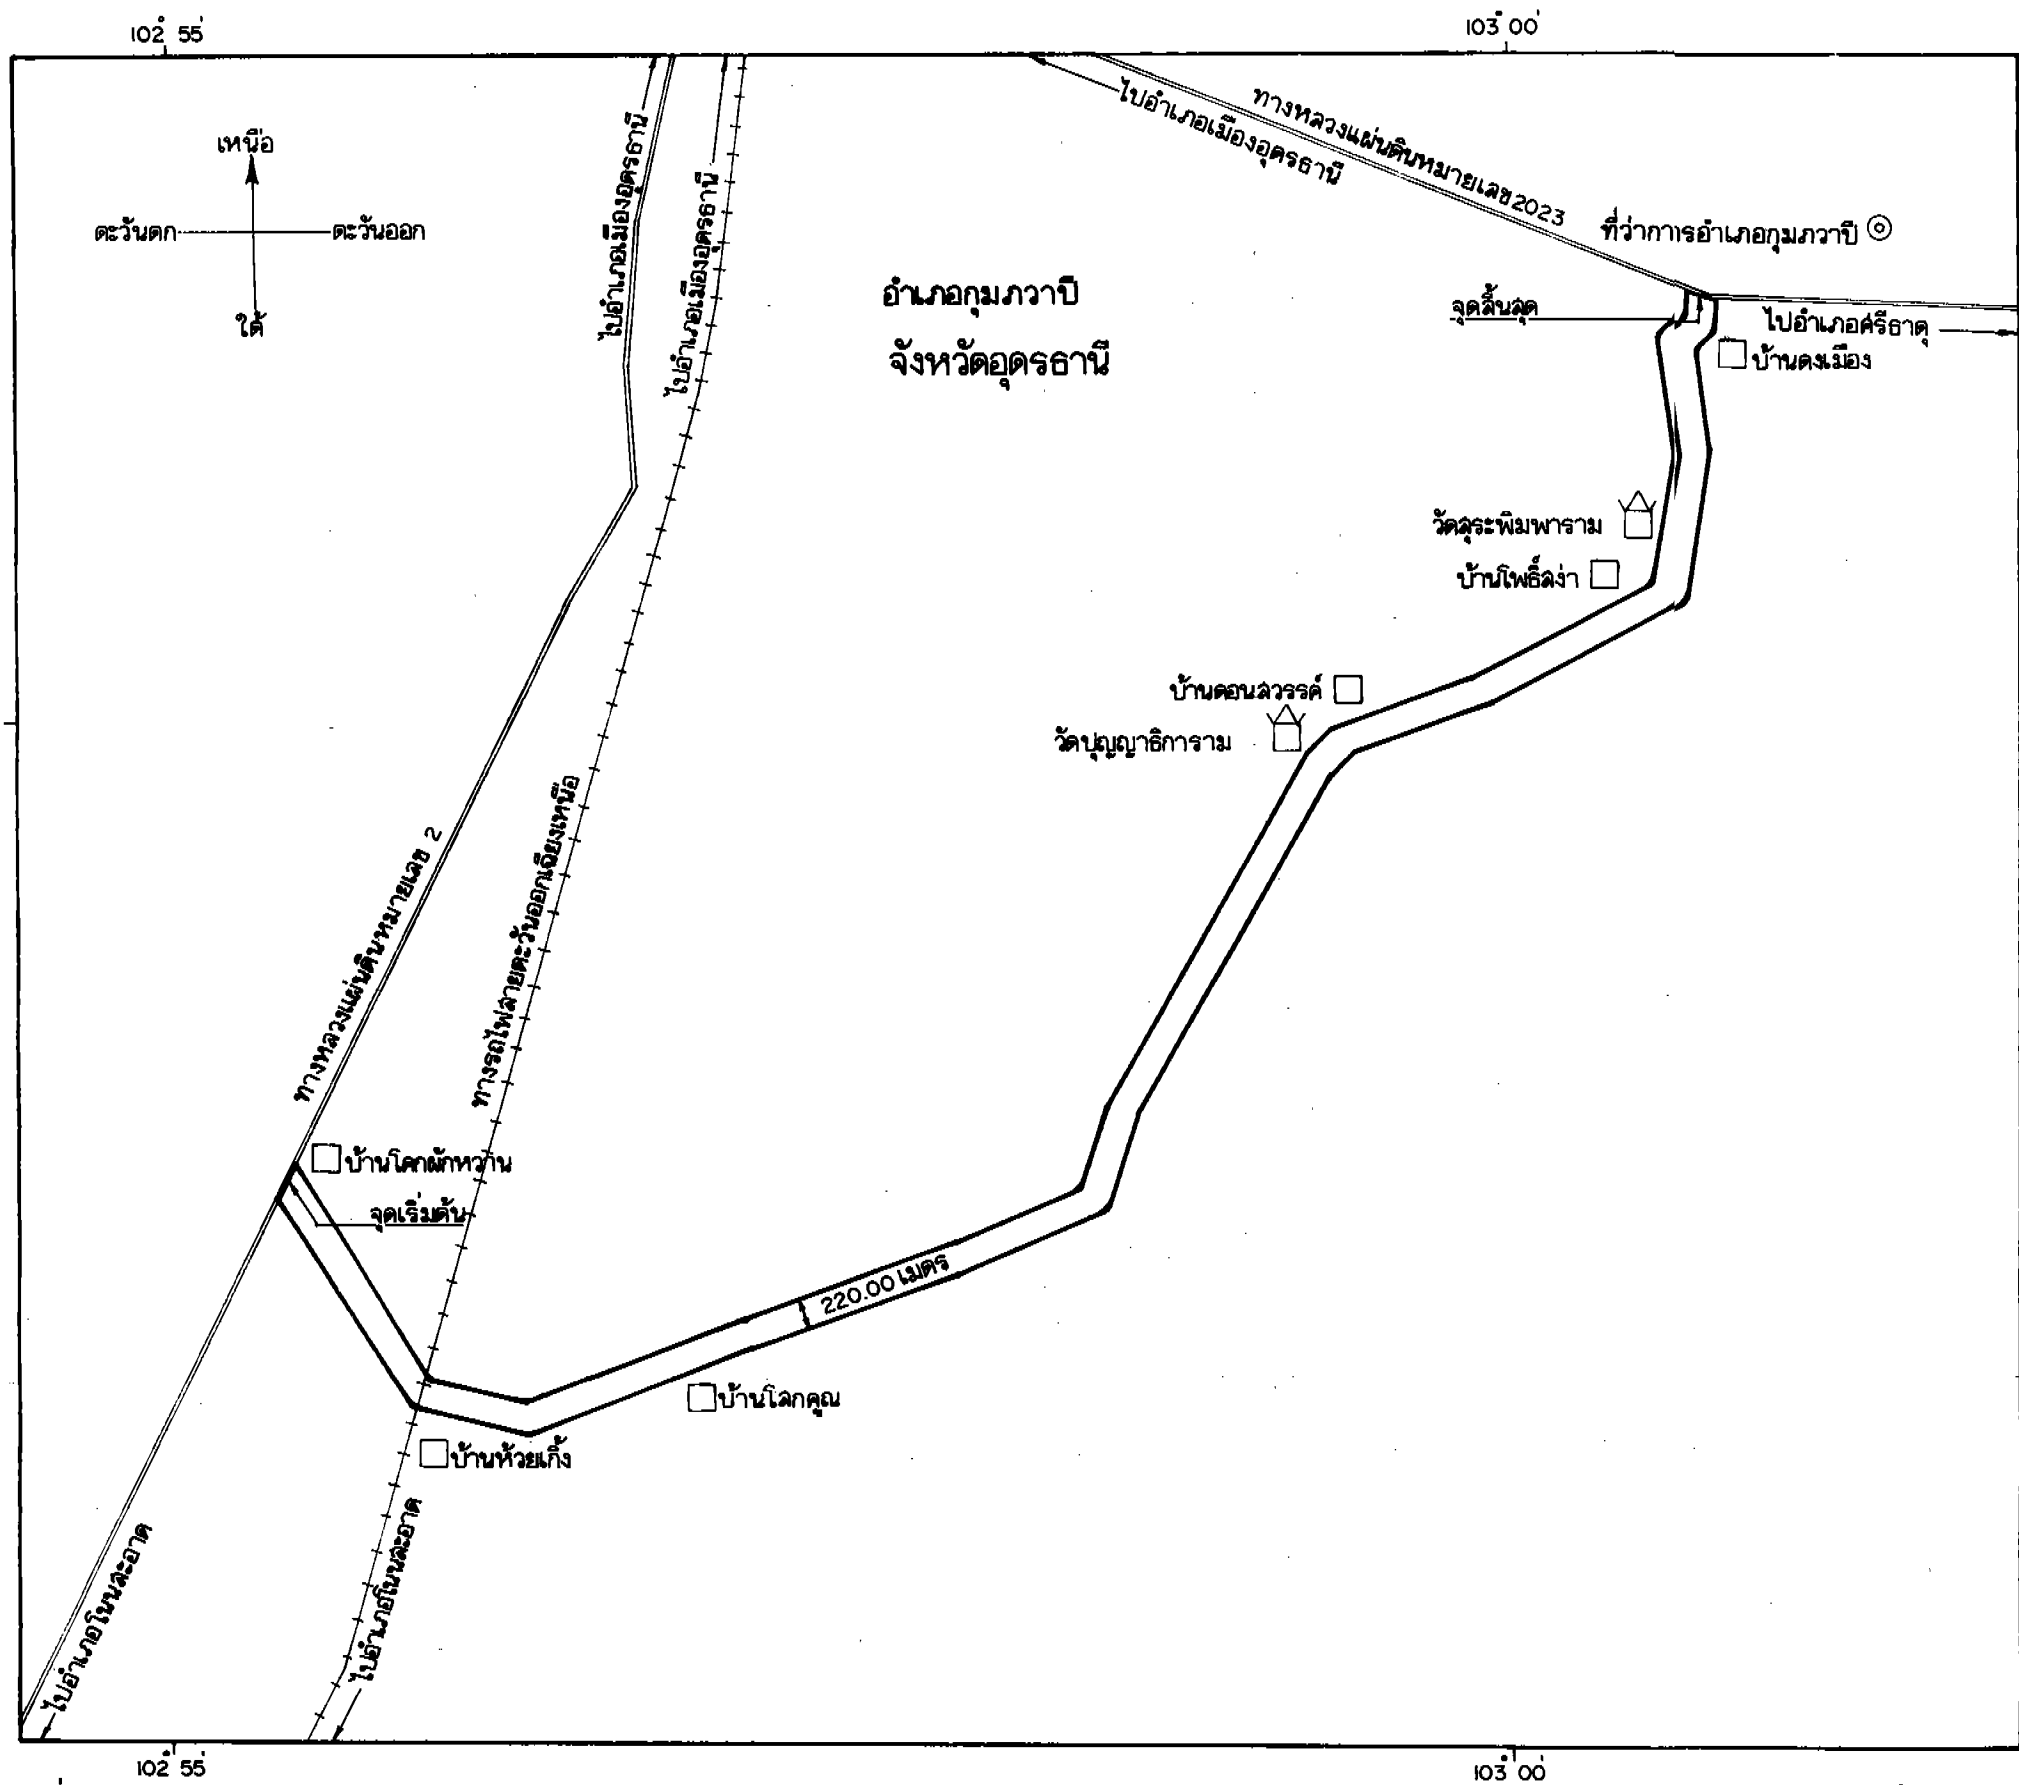 102° 55'
103° 00'
เหนือ
ตะวันตก
ตะวันออก
ใต้
ไปอำเภอเมืองอุดรธานี
ไปอำเภอเมืองอุดรธานี
ไปอำเภอเมืองอุดรธานี
ทางหลวงแผ่นดินหมายเลข 2023
ที่ว่าการอำเภอกุมภวาปี
อำเภอกุมภวาปี
จังหวัดอุดรธานี
จุดสิ้นสุด
ไปอำเภอศรีธาตุ
บ้านดงเมือง
วัดสุระพิมพาราม
บ้านโพธิ์สง่า
บ้านดอนสวรรค์
วัดปุญญาธิการาม
ทางหลวงแผ่นดินหมายเลข 2
ทางรถไฟสายตะวันออกเฉียงเหนือ
บ้านโคกผักหวาน
จุดเริ่มต้น
220.00 เมตร
บ้านโสกคูณ
บ้านห้วยเกิ้ง
ไปอำเภอโนนสะอาด
ไปอำเภอโนนสะอาด
102° 55'
103° 00'